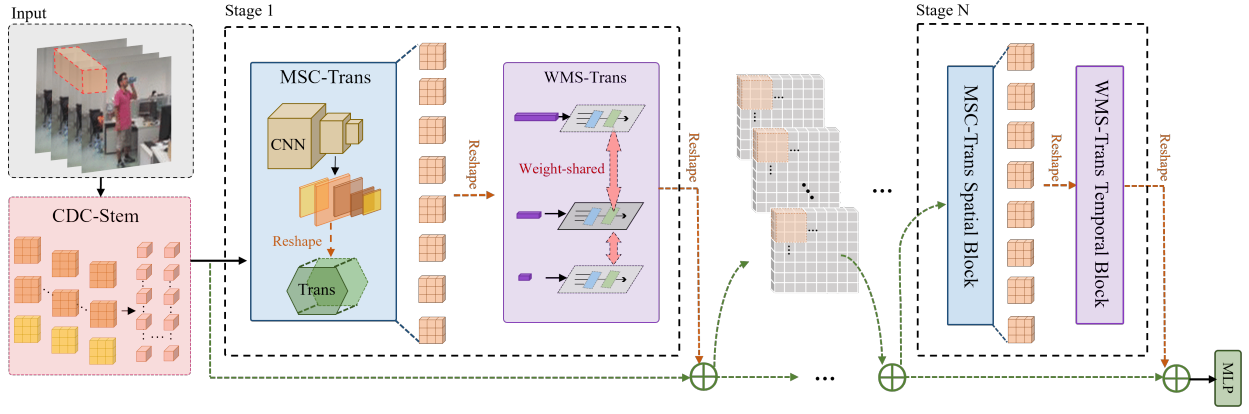 Input
Stage 1
Stage N
MSC-Trans
WMS-Trans
CNN
Reshape
Weight-shared
Reshape
Trans
Reshape
CDC-Stem
...
MSC-Trans Spatial Block
Reshape
WMS-Trans Temporal Block
Reshape
...
MLP